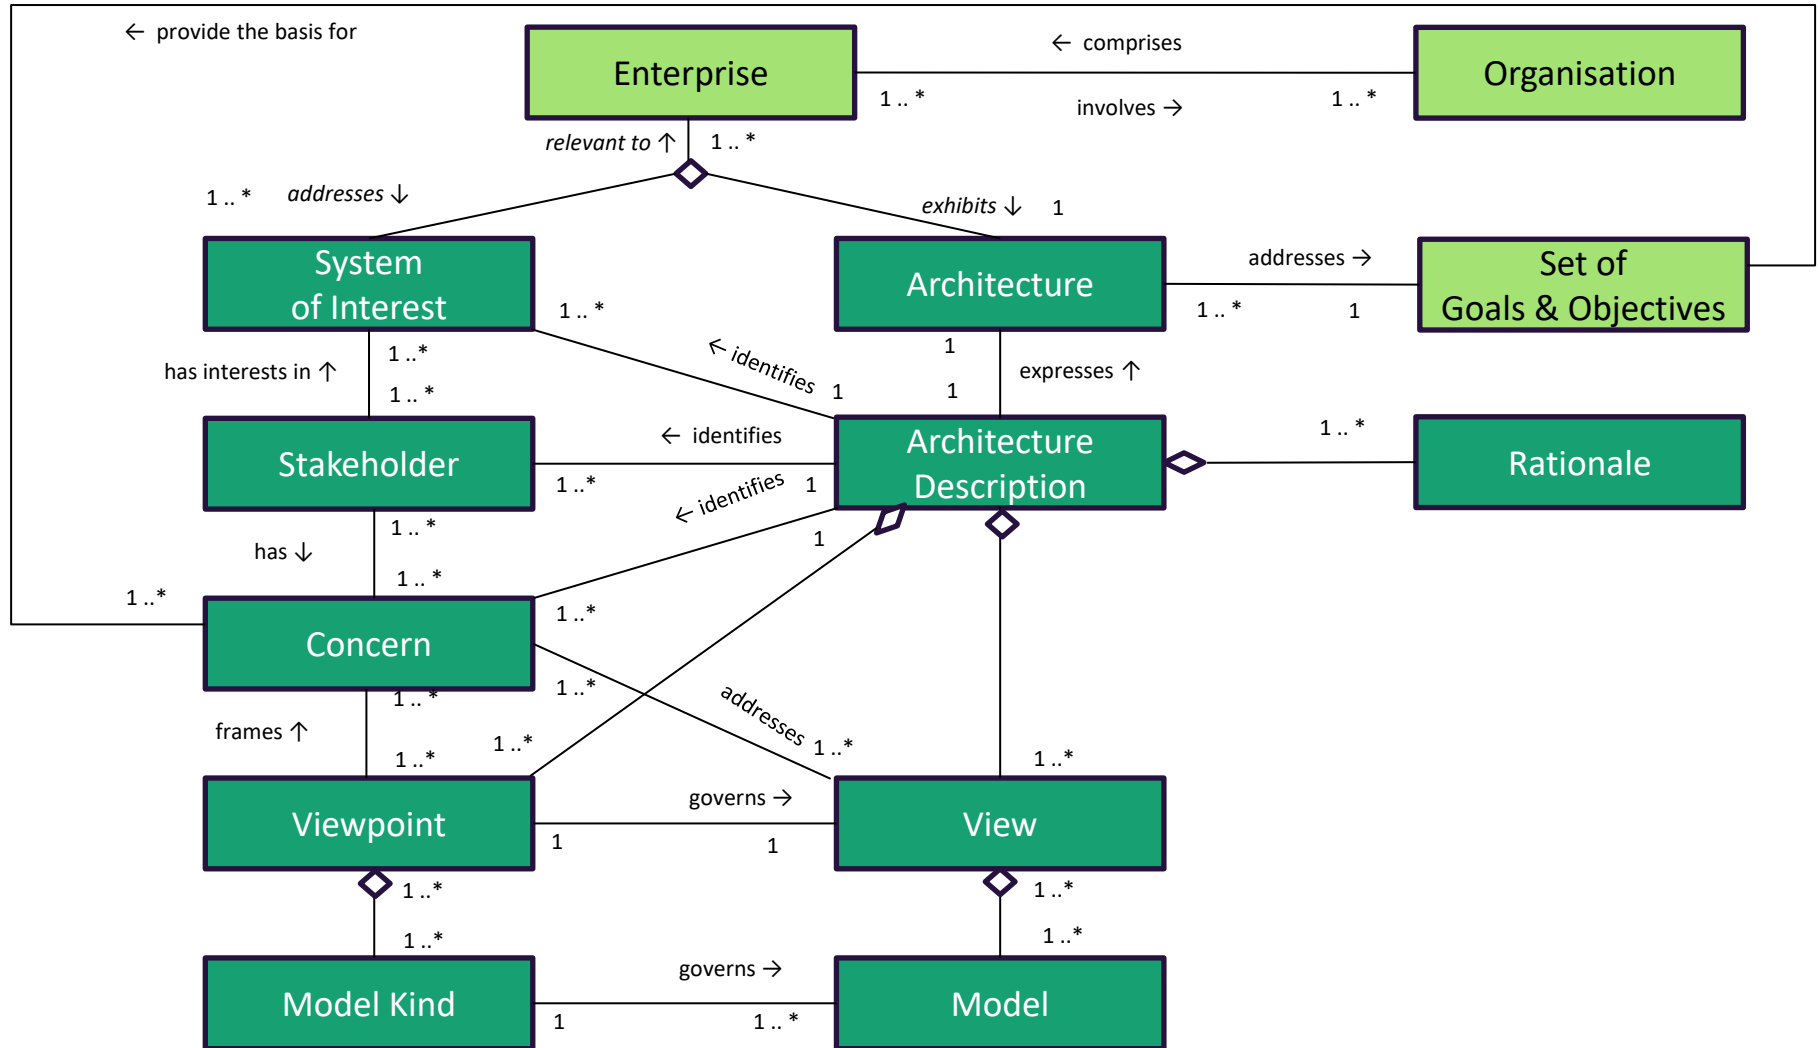 ← provide the basis for
← comprises
Enterprise
Organisation
1 .. *
1 .. *
involves →
relevant to ↑
1 .. *
1 .. *
addresses ↓
exhibits ↓
1
System
of Interest
Architecture
addresses →
Set of
Goals & Objectives
1 .. *
1 .. *
1
1 ..*
1
← identifies
has interests in ↑
expresses ↑
1 .. *
1
1
← identifies
1 .. *
Stakeholder
Architecture
Description
Rationale
1 ..*
← identifies
1
1 ..*
1
has ↓
1 .. *
1 ..*
1 ..*
Concern
1 ..*
1 ..*
addresses
frames ↑
1 ..*
1 ..*
1 ..*
1 ..*
governs →
Viewpoint
View
1
1
1 ..*
1 ..*
1 ..*
1 ..*
governs →
Model Kind
Model
1
1 .. *